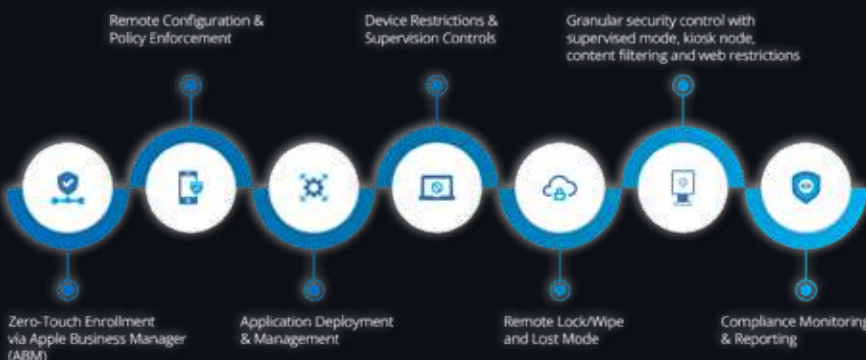 Remote Configuration &
Policy Enforcement
Device Restrictions &
Supervision Controls
Granular security control with
supervised mode, kiosk node,
content filtering and web restrictions
Zero-Touch Enrollment
via Apple Business Manager
(ABM)
Application Deployment
& Management
Remote Lock/Wipe
and Lost Mode
Compliance Monitoring
& Reporting